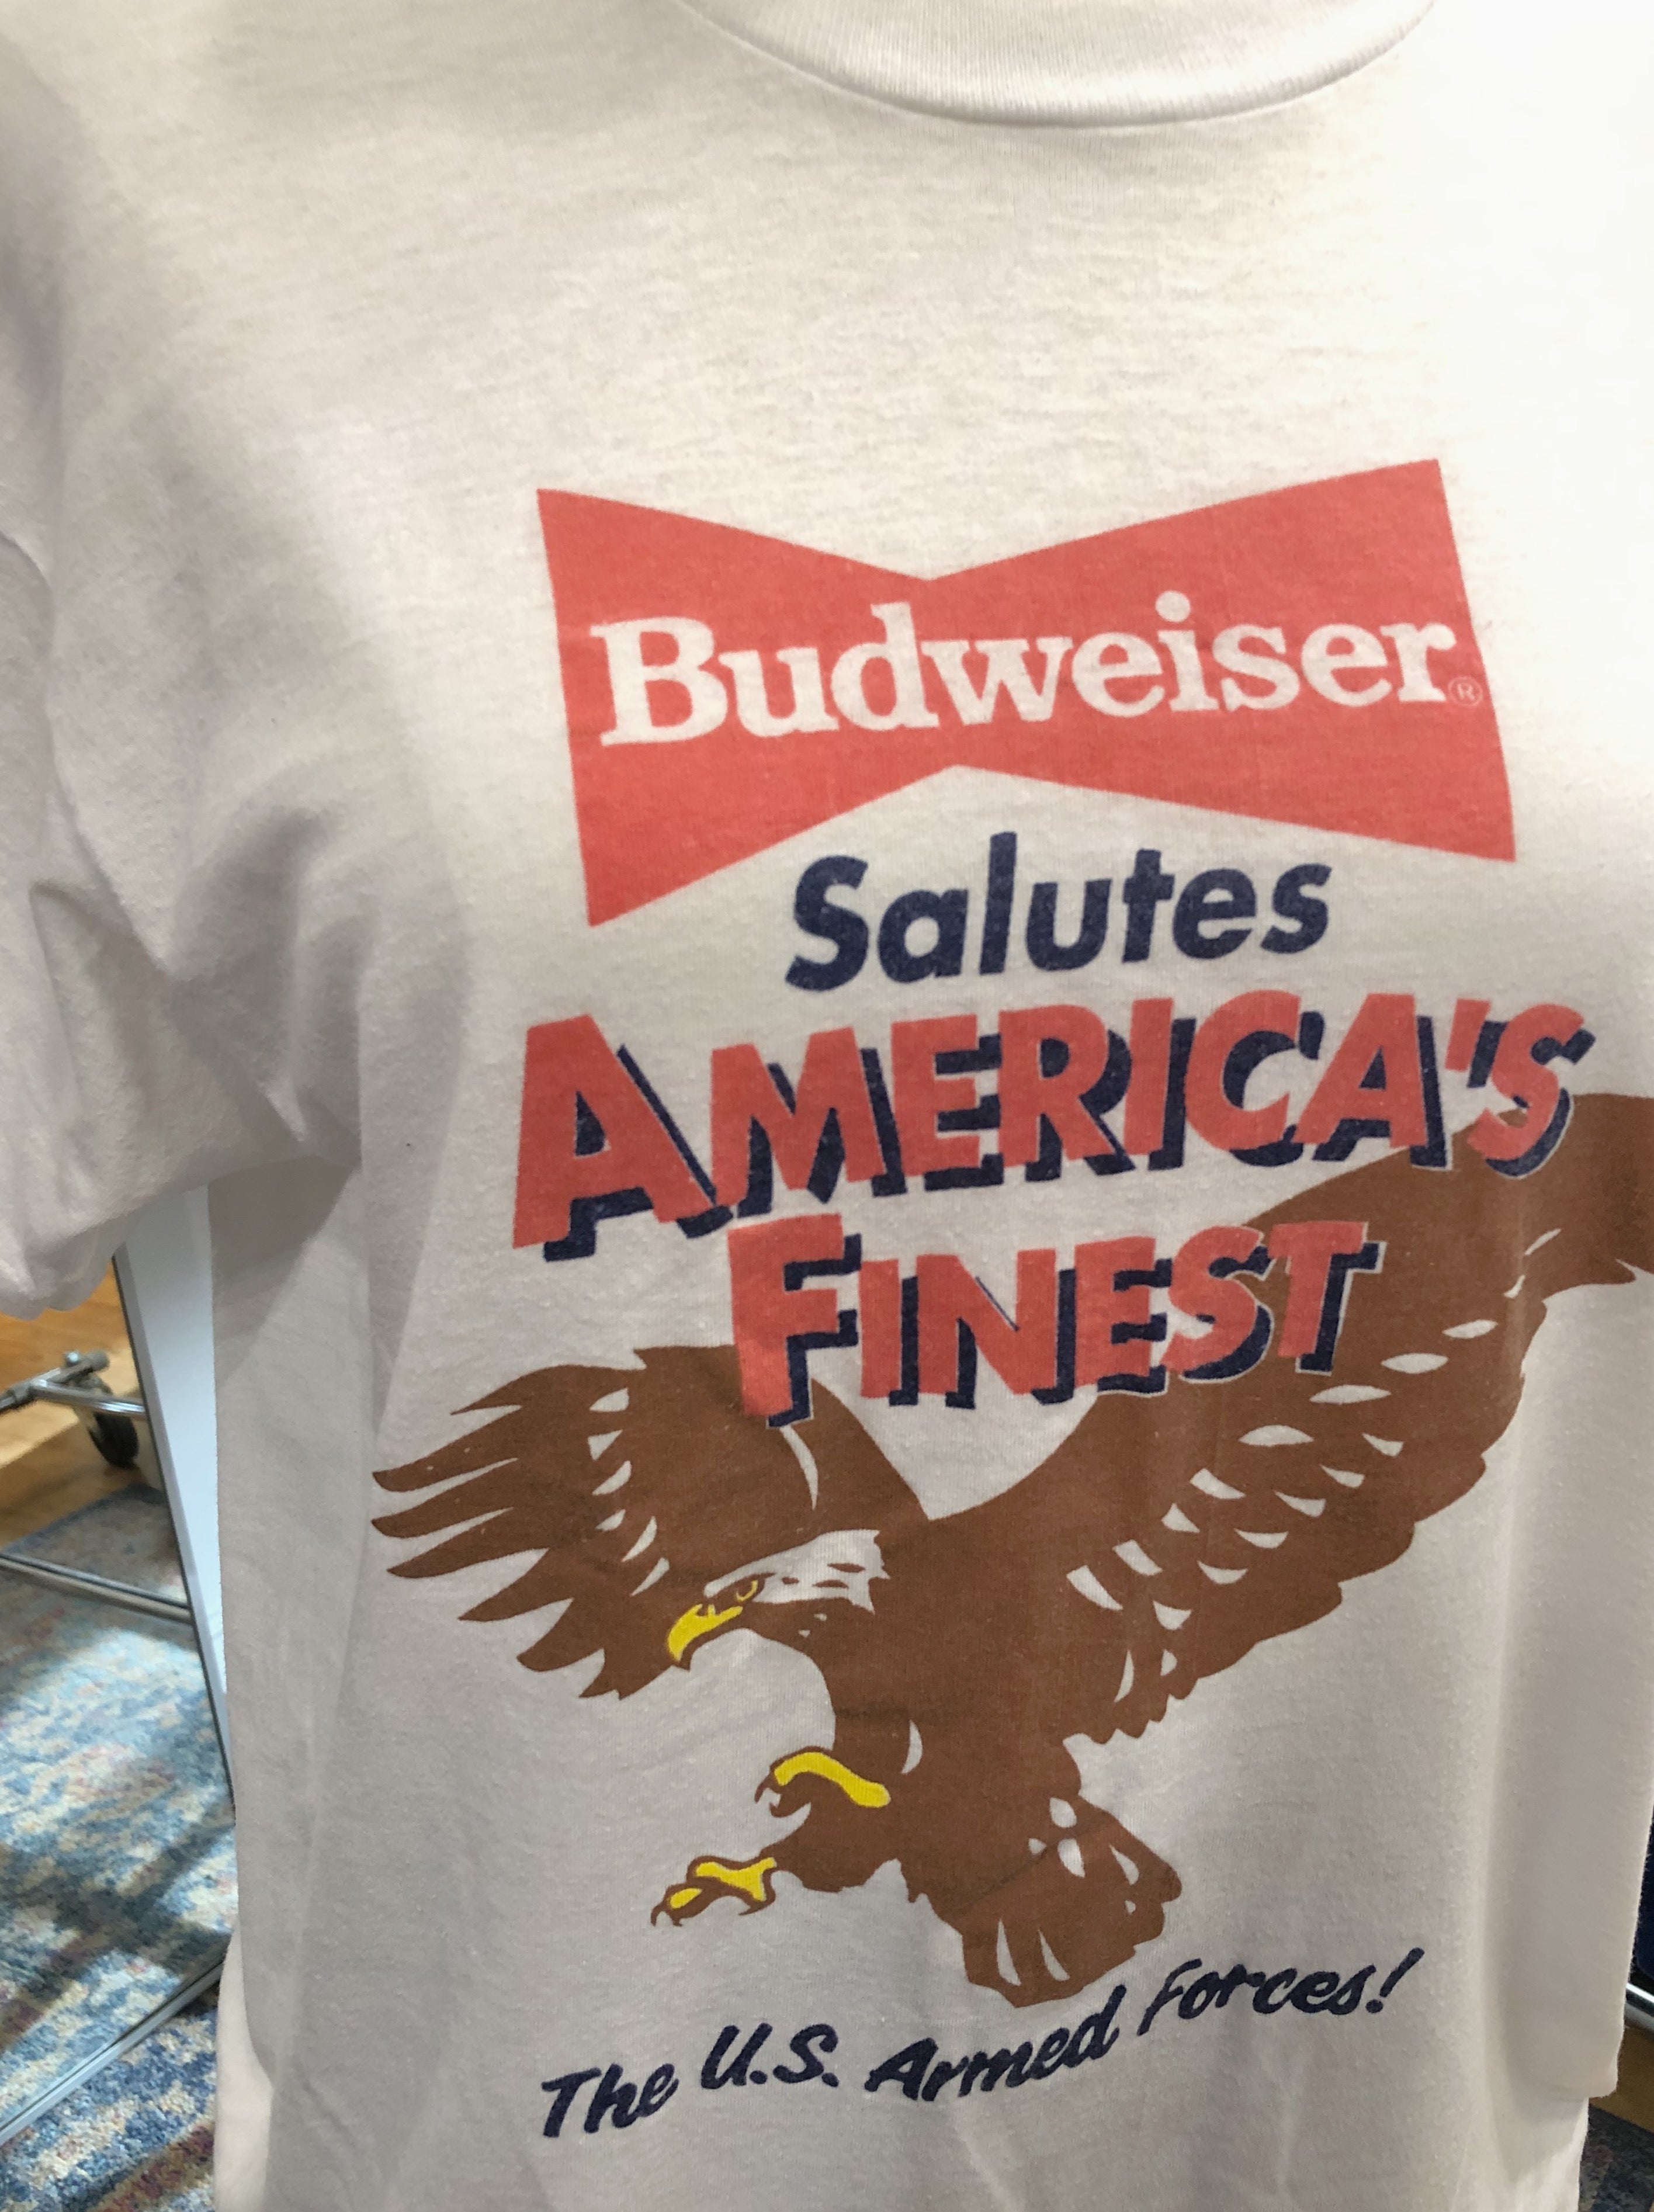 Budweiser®
Salutes
AMERICA'S
FINEST
The U.S. Armed Forces!